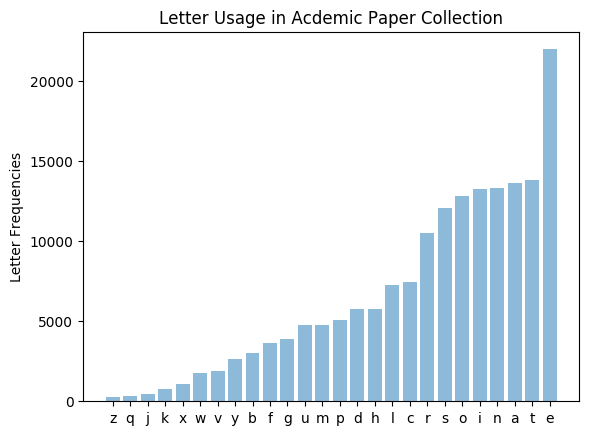 Letter Usage in Acdemic Paper Collection
Letter Frequencies
20000
15000
10000
5000
0
z q j k x w v y b f g u m p d h l c r s o i n a t e